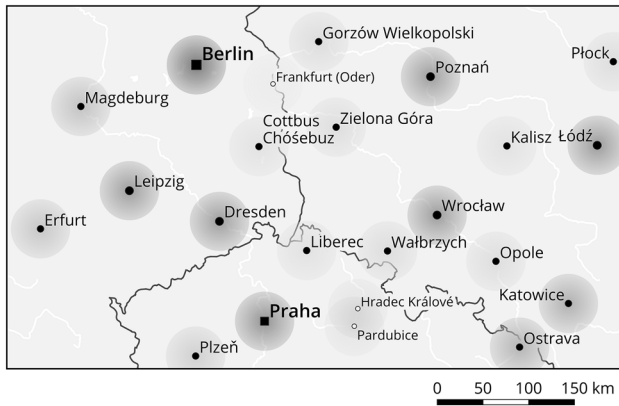 Gorzów Wielkopolski
Berlin
Płock
Poznań
Frankfurt (Oder)
Magdeburg
Cottbus
Chóśebuz
Zielona Góra
Kalisz
Łódź
Leipzig
Wrocław
Dresden
Erfurt
Liberec
Wałbrzych
Opole
Katowice
Hradec Králové
Praha
Pardubice
Ostrava
Plzeň
0 50 100 150 km